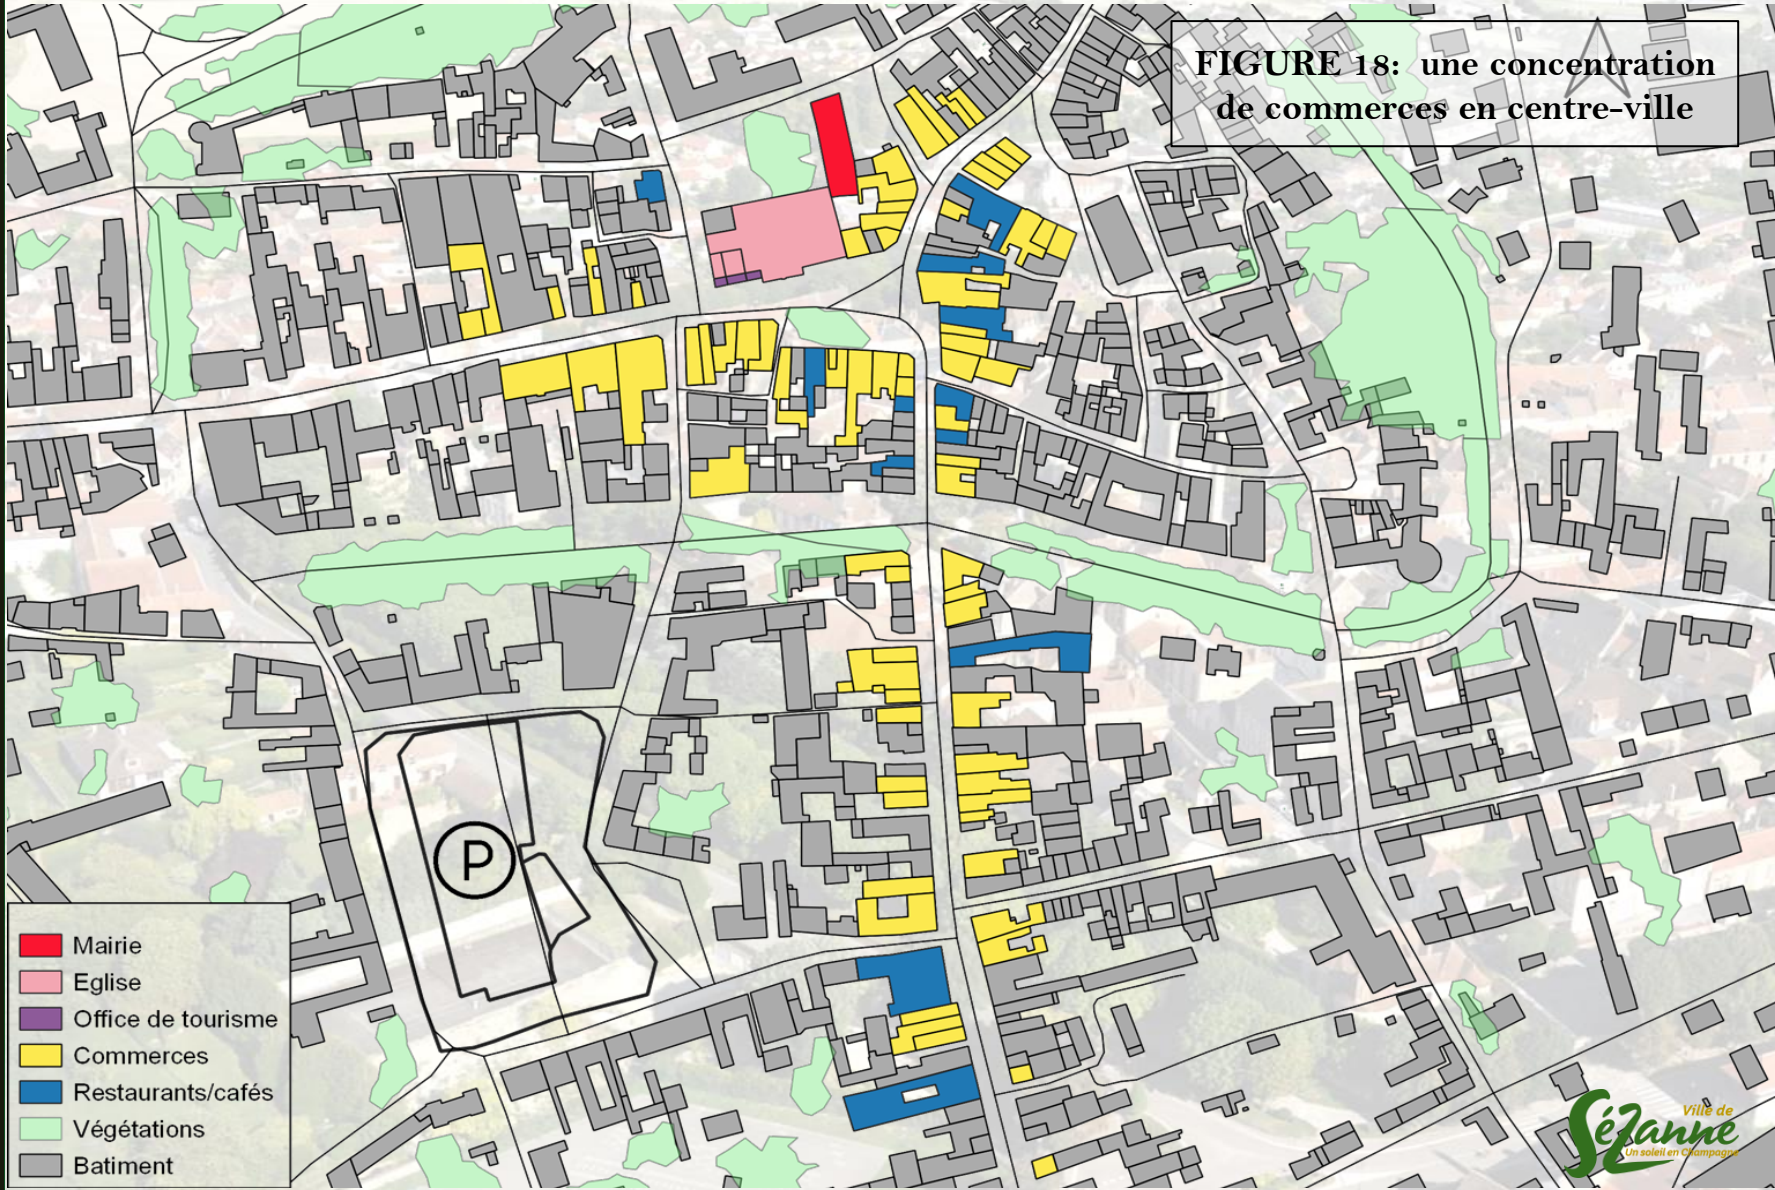 FIGURE 18: une concentration
de commerces en centre-ville
P
Mairie
Eglise
Office de tourisme
Commerces
Restaurants/cafés
Végétations
Batiment
Ville de
Sézanne
Un soleil en Champagne